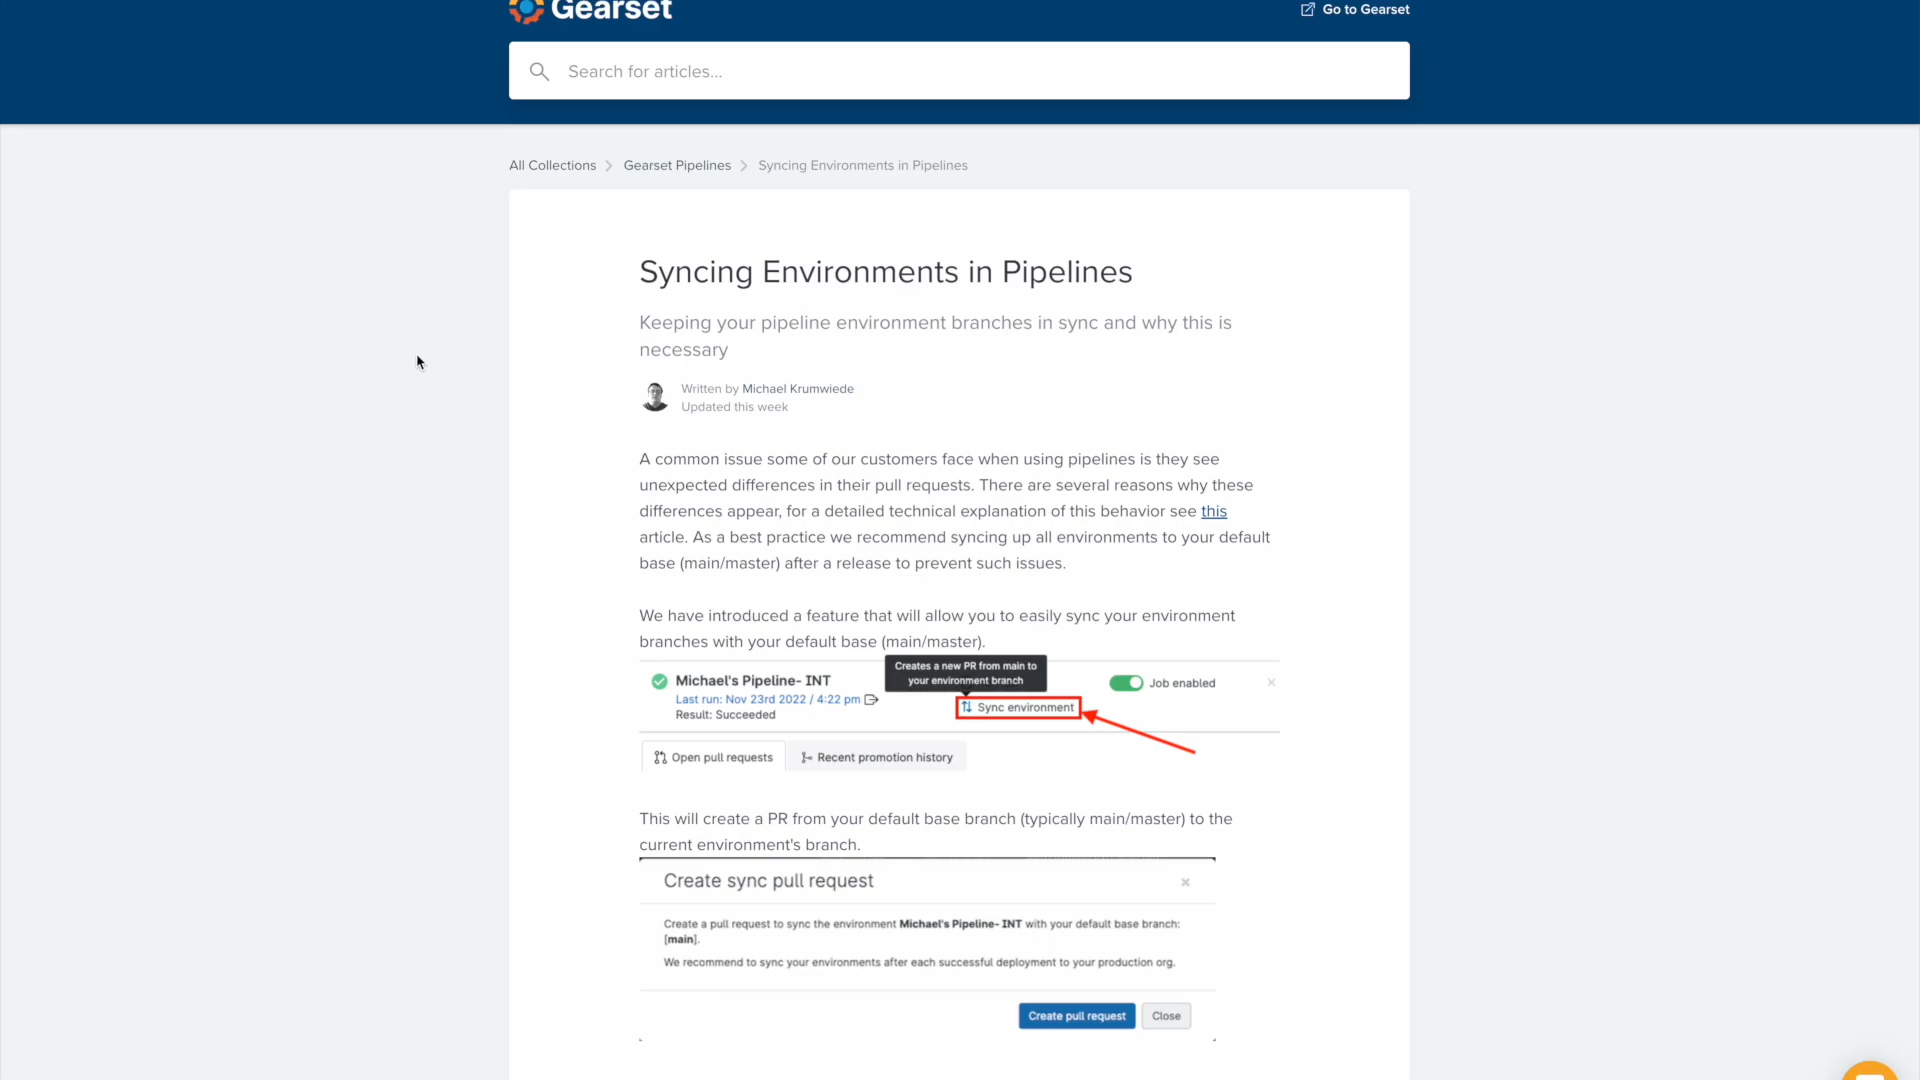 Gearset
Go to Gearset
Search for articles...
All Collections > Gearset Pipelines > Syncing Environments in Pipelines
Syncing Environments in Pipelines
Keeping your pipeline environment branches in sync and why this is
necessary
Written by Michael Krumwiede
Updated this week
A common issue some of our customers face when using pipelines is they see
unexpected differences in their pull requests. There are several reasons why these
differences appear, for a detailed technical explanation of this behavior see this
article. As a best practice we recommend syncing up all environments to your default
base (main/master) after a release to prevent such issues.
We have introduced a feature that will allow you to easily sync your environment
branches with your default base (main/master).
Creates a new PR from main to
your environment branch
Michael's Pipeline- INT
Job enabled
Last run: Nov 23rd 2022 / 4:22 pm
Sync environment
Result: Succeeded
Open pull requests
Recent promotion history
This will create a PR from your default base branch (typically main/master) to the
current environment's branch.
Create sync pull request
Create a pull request to sync the environment Michael's Pipeline- INT with your default base branch:
[main].
We recommend to sync your environments after each successful deployment to your production org.
Create pull request
Close